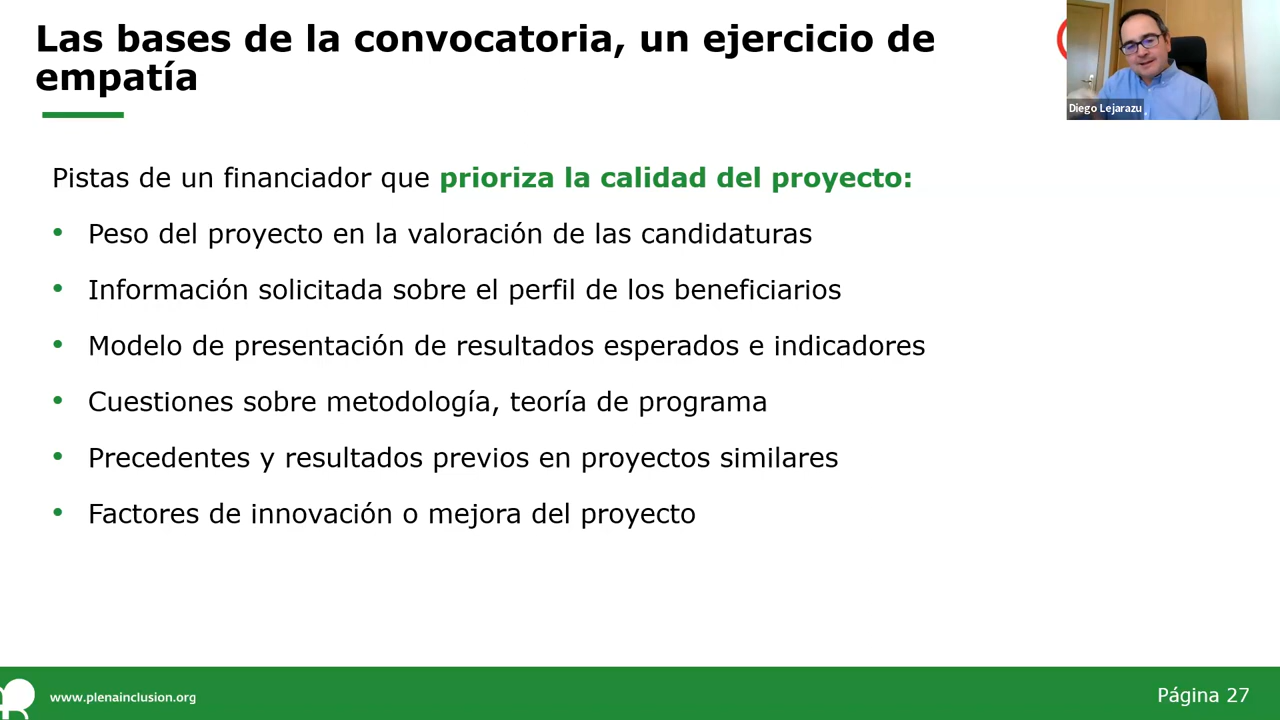 Las bases de la convocatoria, un ejercicio de
empatía
Diego Lejarazu
Pistas de un financiador que prioriza la calidad del proyecto:
• Peso del proyecto en la valoración de las candidaturas
• Información solicitada sobre el perfil de los beneficiarios
• Modelo de presentación de resultados esperados e indicadores
• Cuestiones sobre metodología, teoría de programa
• Precedentes y resultados previos en proyectos similares
• Factores de innovación o mejora del proyecto
www.plenainclusion.org
Página 27